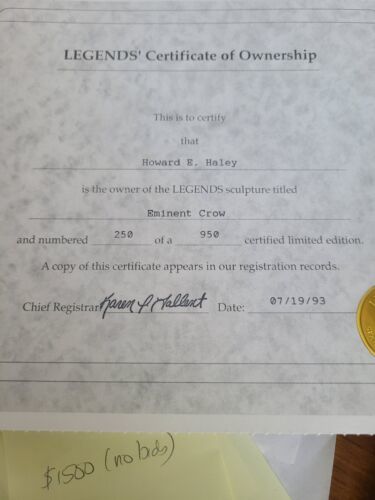 LEGENDS' Certificate of Ownership
This is to certify
that
Howard E. Haley
is the owner of the LEGENDS sculpture titled
Eminent Crow
and numbered 250 of a 950 certified limited edition.
A copy of this certificate appears in our registration records.
Chief Registrar Karen L Gallent Date: 07/19/93
$1500 (no bids)